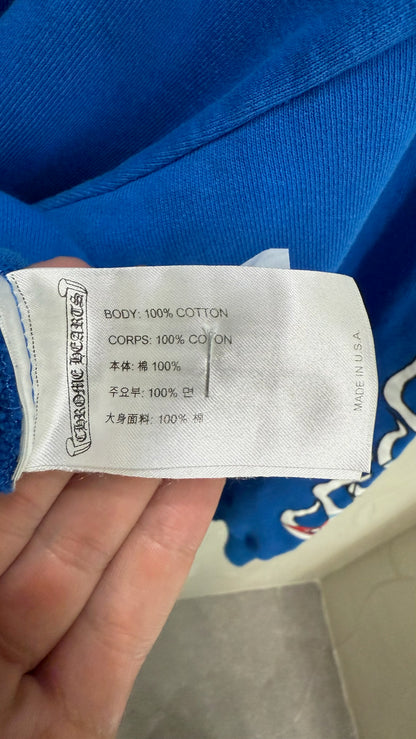 CHROME HEARTS
BODY: 100% COTTON
CORPS: 100% COTON
本体: 棉 100%
주요부: 100% 면
大身面料: 100% 棉
MADE IN U.S.A.